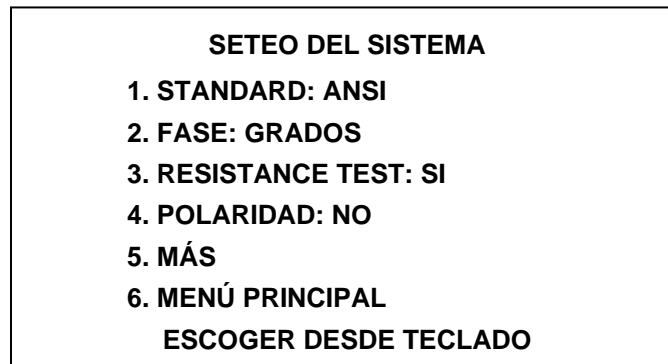 SETEO DEL SISTEMA
1. STANDARD: ANSI
2. FASE: GRADOS
3. RESISTANCE TEST: SI
4. POLARIDAD: NO
5. MÁS
6. MENÚ PRINCIPAL
ESCOGER DESDE TECLADO